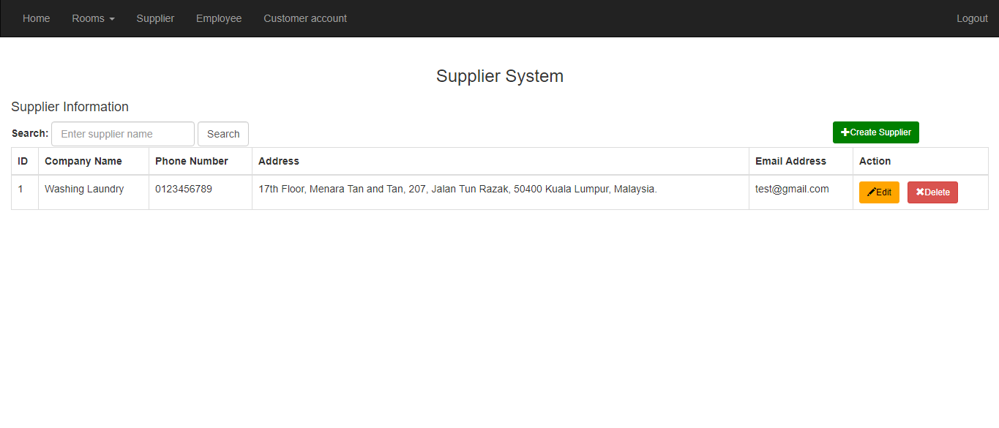 Home Rooms Supplier Employee Customer account Logout
Supplier System
Supplier Information
Search: Enter supplier name Search Create Supplier
ID Company Name Phone Number Address Email Address Action
1 Washing Laundry 0123456789 17th Floor, Menara Tan and Tan, 207, Jalan Tun Razak, 50400 Kuala Lumpur, Malaysia. test@gmail.com Edit Delete